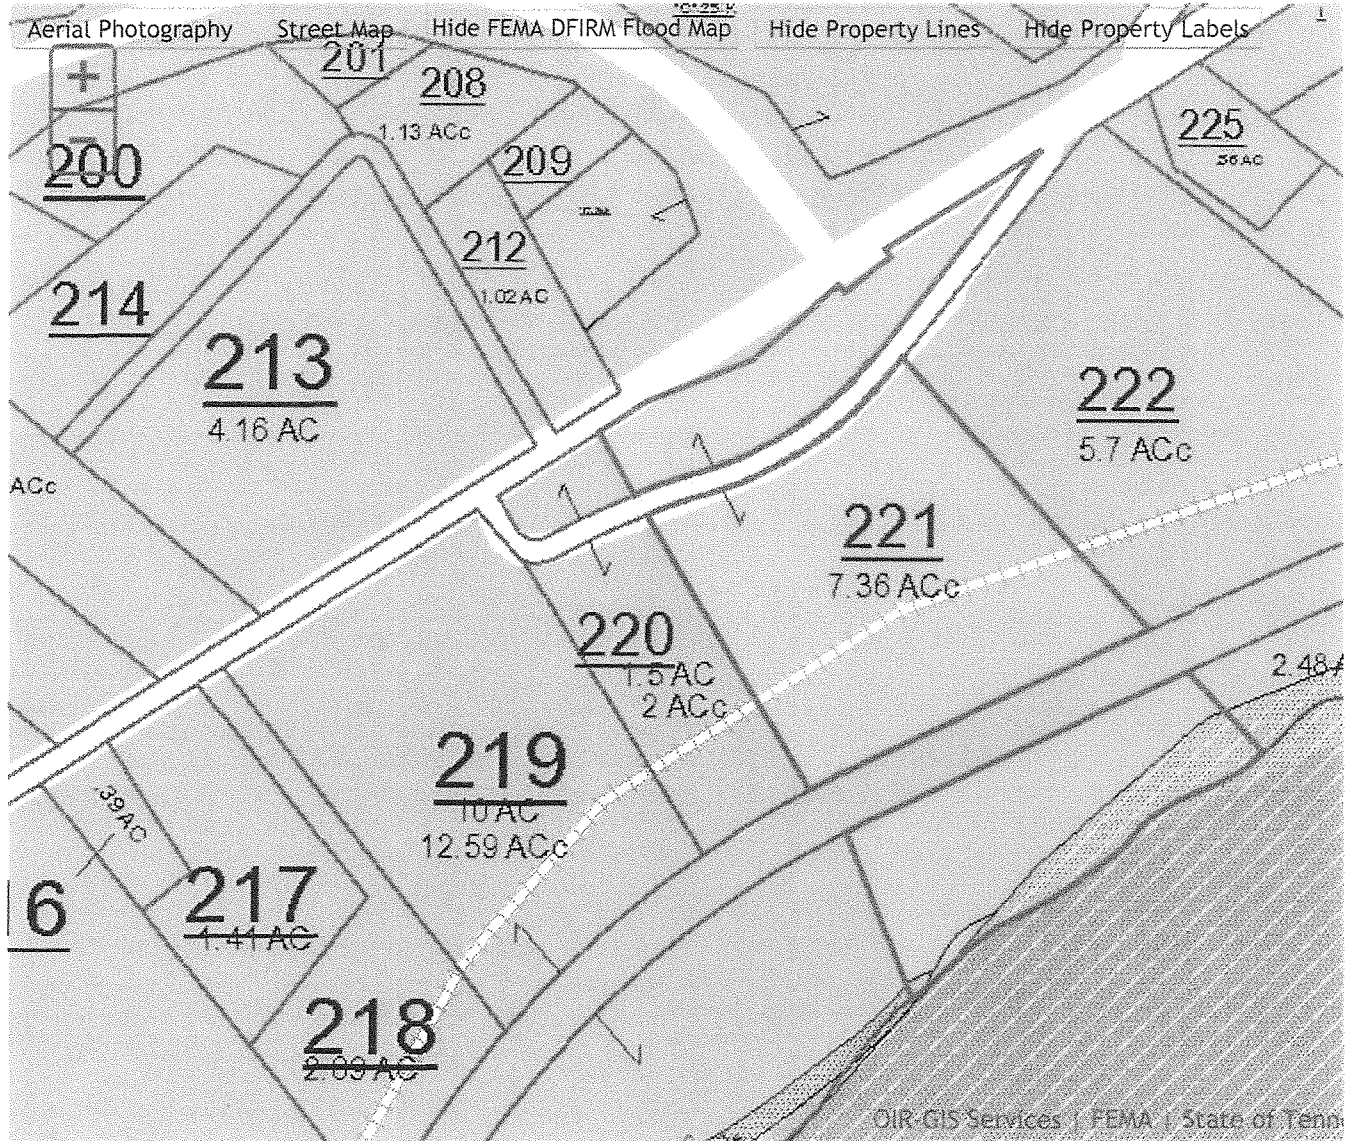 Aerial Photography Street Map Hide FEMA DFIRM Flood Map Hide Property Lines Hide Property Labels
+
−
201
208
1.13 ACc
225
.56 AC
200
209
212
1.02 AC
214
213
4.16 AC
222
5.7 ACc
ACc
221
7.36 ACc
220
1.5 AC
2 ACc
2.48 A
219
10 AC
12.59 ACc
.39 AC
217
1.41 AC
16
218
2.09 AC
OIR-GIS Services | FEMA | State of Tenn